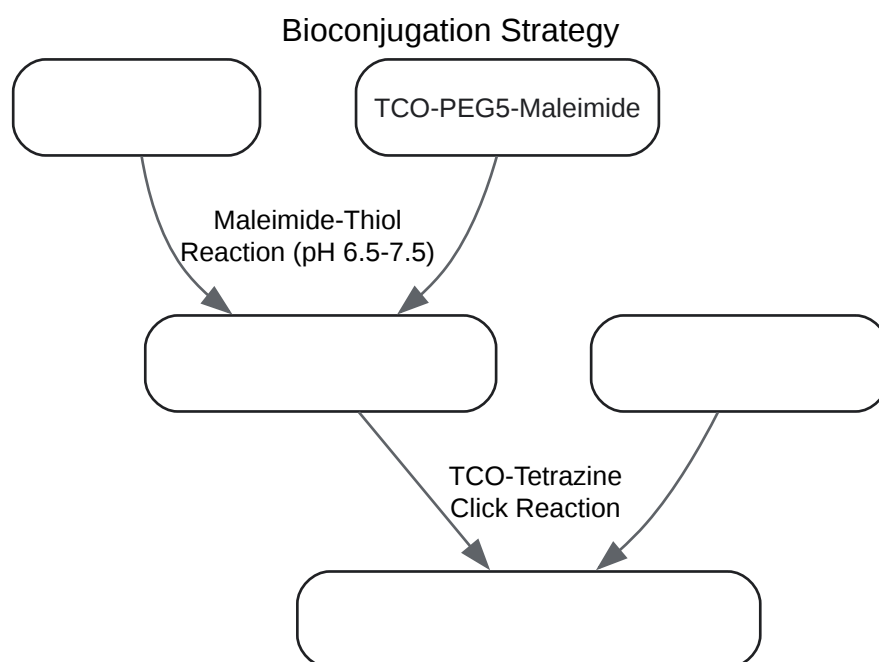 Bioconjugation Strategy
TCO-PEG5-Maleimide
Maleimide-Thiol
Reaction (pH 6.5-7.5)
TCO-Tetrazine
Click Reaction